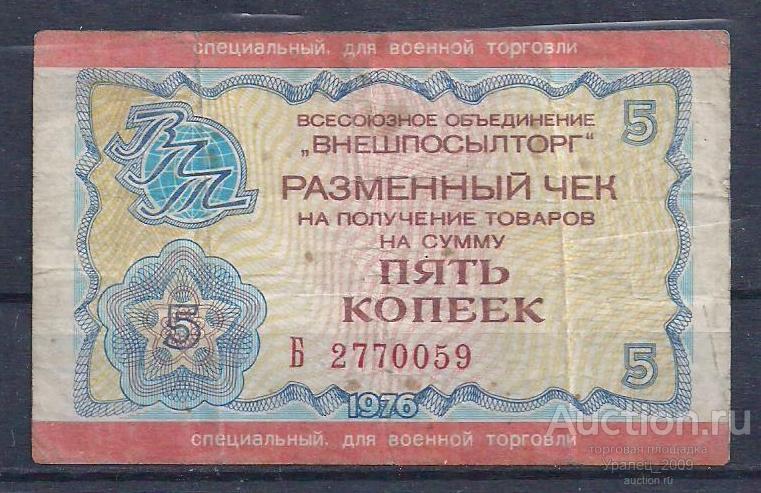 специальный. для военной торговли
ВПТ
5
ВСЕСОЮЗНОЕ ОБЪЕДИНЕНИЕ
„ВНЕШПОСЫЛТОРГ“
РАЗМЕННЫЙ ЧЕК
НА ПОЛУЧЕНИЕ ТОВАРОВ
НА СУММУ
ПЯТЬ
КОПЕЕК
5
Б 2770059
5
1976
специальный. для военной торговли
Auction.ru
торговая площадка
Уралец_2009
auction.ru